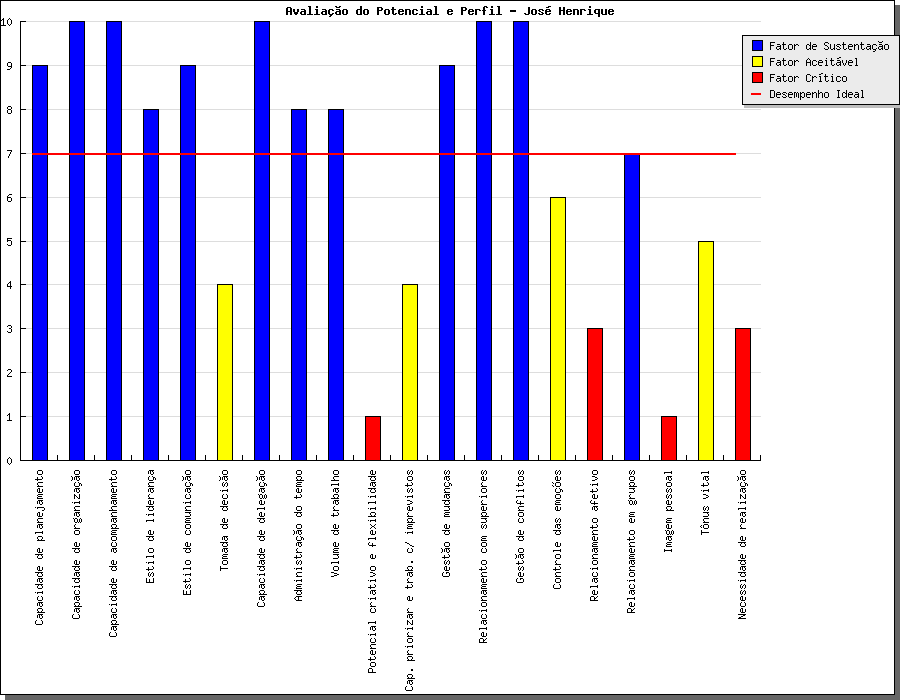 Avaliação do Potencial e Perfil - José Henrique
Fator de Sustentação
Fator Aceitável
Fator Crítico
Desempenho Ideal
10
9
8
7
6
5
4
3
2
1
0
Capacidade de planejamento
Capacidade de organização
Capacidade de acompanhamento
Estilo de liderança
Estilo de comunicação
Tomada de decisão
Capacidade de delegação
Administração do tempo
Volume de trabalho
Potencial criativo e flexibilidade
Cap. priorizar e trab. c/ imprevistos
Gestão de mudanças
Relacionamento com superiores
Gestão de conflitos
Controle das emoções
Relacionamento afetivo
Relacionamento em grupos
Imagem pessoal
Tônus vital
Necessidade de realização